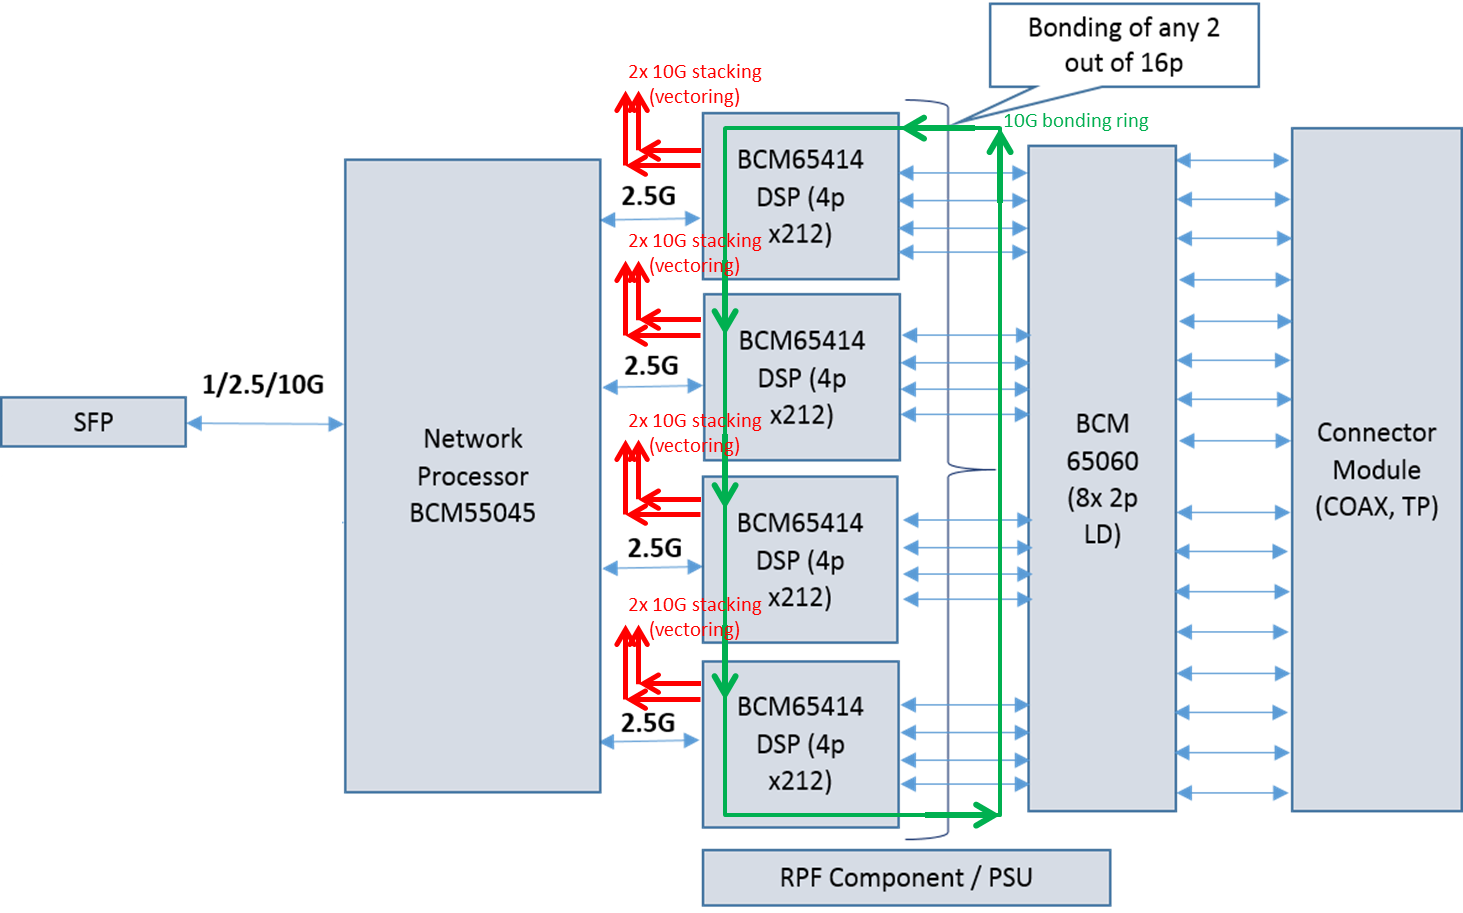 Bonding of any 2
out of 16p
2x 10G stacking
(vectoring)
10G bonding ring
BCM65414
DSP (4p
x212)
2.5G
2x 10G stacking
(vectoring)
BCM65414
DSP (4p
x212)
2.5G
1/2.5/10G
SFP
Network
Processor
BCM55045
2x 10G stacking
(vectoring)
BCM65414
DSP (4p
x212)
2.5G
2x 10G stacking
(vectoring)
BCM65414
DSP (4p
x212)
2.5G
BCM
65060
(8x 2p
LD)
Connector
Module
(COAX, TP)
RPF Component / PSU